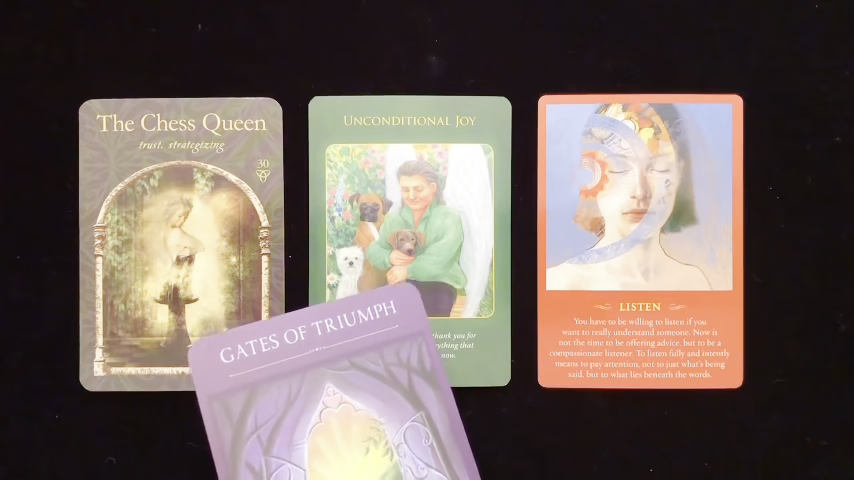 The Chess Queen
trust, strategizing
30
UNCONDITIONAL JOY
thank you for
everything that
now.
LISTEN
You have to be willing to listen if you
want to really understand someone. Now is
not the time to be offering advice, but to be a
compassionate listener. To listen fully and intently
means to pay attention, not to just what's being
said, but to what lies beneath the words.
GATES OF TRIUMPH